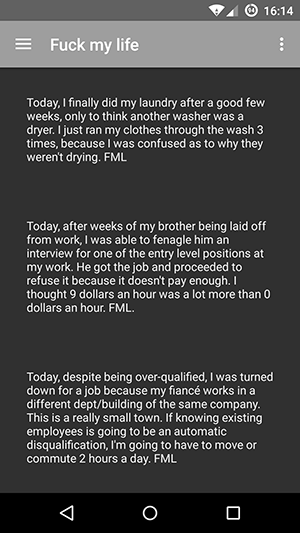 16:14
Fuck my life
Today, I finally did my laundry after a good few
weeks, only to think another washer was a
dryer. I just ran my clothes through the wash 3
times, because I was confused as to why they
weren't drying. FML
Today, after weeks of my brother being laid off
from work, I was able to fenagle him an
interview for one of the entry level positions at
my work. He got the job and proceeded to
refuse it because it doesn't pay enough. I
thought 9 dollars an hour was a lot more than 0
dollars an hour. FML.
Today, despite being over-qualified, I was turned
down for a job because my fiancé works in a
different dept/building of the same company.
This is a really small town. If knowing existing
employees is going to be an automatic
disqualification, I'm going to have to move or
commute 2 hours a day. FML